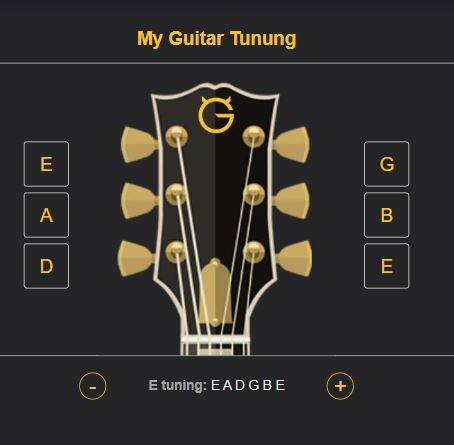 My Guitar Tunung
G
E
A
D
G
B
E
- E tuning: E A D G B E +